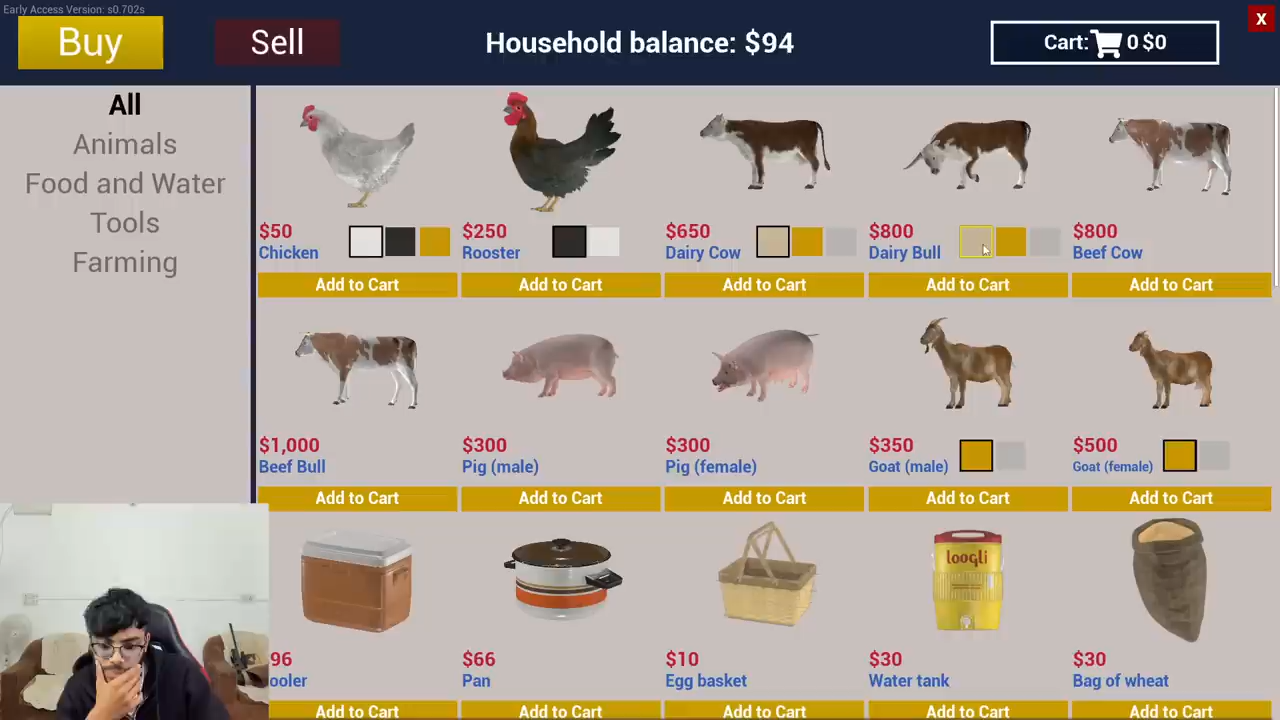 Early Access Version: s0.702s
Buy
Sell
Household balance: $94
Cart: 0 $0
X
All
Animals
Food and Water
Tools
Farming
$50
Chicken
Add to Cart
$250
Rooster
Add to Cart
$650
Dairy Cow
Add to Cart
$800
Dairy Bull
Add to Cart
$800
Beef Cow
Add to Cart
$1,000
Beef Bull
Add to Cart
$300
Pig (male)
Add to Cart
$300
Pig (female)
Add to Cart
$350
Goat (male)
Add to Cart
$500
Goat (female)
Add to Cart
96
ooler
Add to Cart
$66
Pan
Add to Cart
$10
Egg basket
Add to Cart
loogli
$30
Water tank
Add to Cart
$30
Bag of wheat
Add to Cart